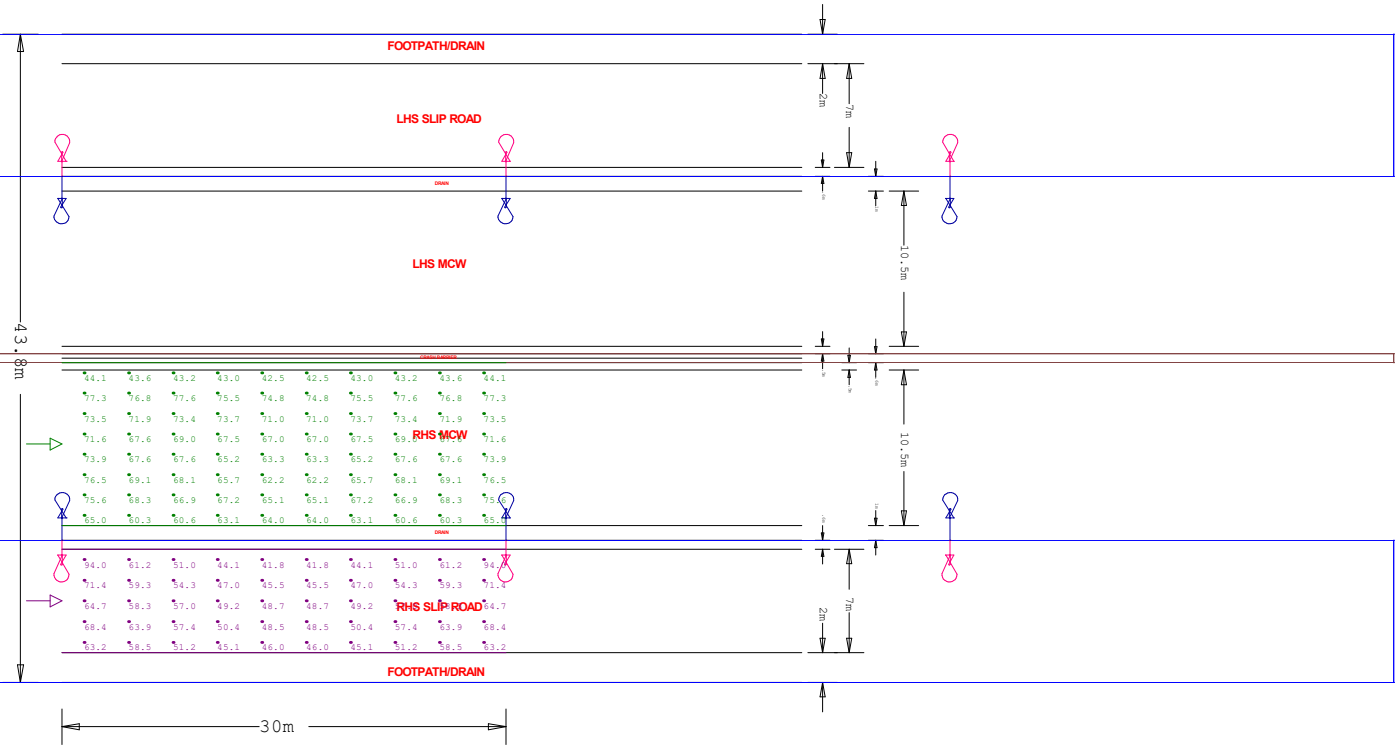 FOOTPATH/DRAIN
2m
7m
LHS SLIP ROAD
DRAIN
10.5m
LHS MCW
43.8m
CRASH BARRIER
44.1 43.6 43.2 43.0 42.5 42.5 43.0 43.2 43.6 44.1
77.3 76.8 77.6 75.5 74.8 74.8 75.5 77.6 76.8 77.3
73.5 71.9 73.4 73.7 71.0 71.0 73.7 73.4 71.9 73.5
71.6 67.6 69.0 67.5 67.0 67.0 67.5 71.6
RHS MCW
10.5m
73.9 67.6 67.6 65.2 63.3 63.3 65.2 67.6 67.6 73.9
76.5 69.1 68.1 65.7 62.2 62.2 65.7 68.1 69.1 76.5
75.6 68.3 66.9 67.2 65.1 65.1 67.2 66.9 68.3 75.6
65.0 60.3 60.6 63.1 64.0 64.0 63.1 60.6 60.3 65.0
DRAIN
94.0 61.2 51.0 44.1 41.8 41.8 44.1 51.0 61.2 94.0
71.4 59.3 54.3 47.0 45.5 45.5 47.0 54.3 59.3 71.4
64.7 58.3 57.0 49.2 48.7 48.7 49.2 64.7
RHS SLIP ROAD
7m
2m
68.4 63.9 57.4 50.4 48.5 48.5 50.4 57.4 63.9 68.4
63.2 58.5 51.2 45.1 46.0 46.0 45.1 51.2 58.5 63.2
FOOTPATH/DRAIN
30m